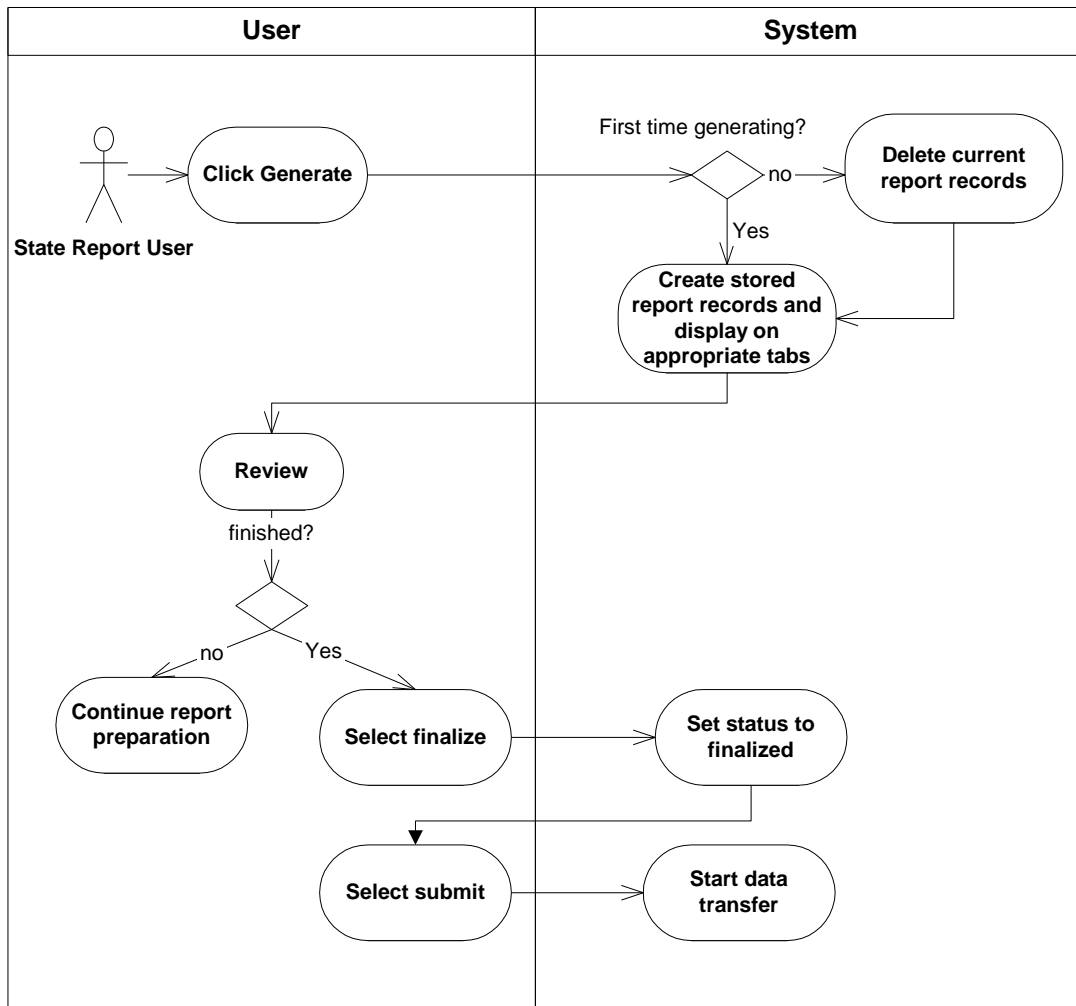 User
System
First time generating?
Click Generate
no
Delete current
report records
State Report User
Yes
Create stored
report records and
display on
appropriate tabs
Review
finished?
no
Yes
Continue report
preparation
Select finalize
Set status to
finalized
Select submit
Start data
transfer